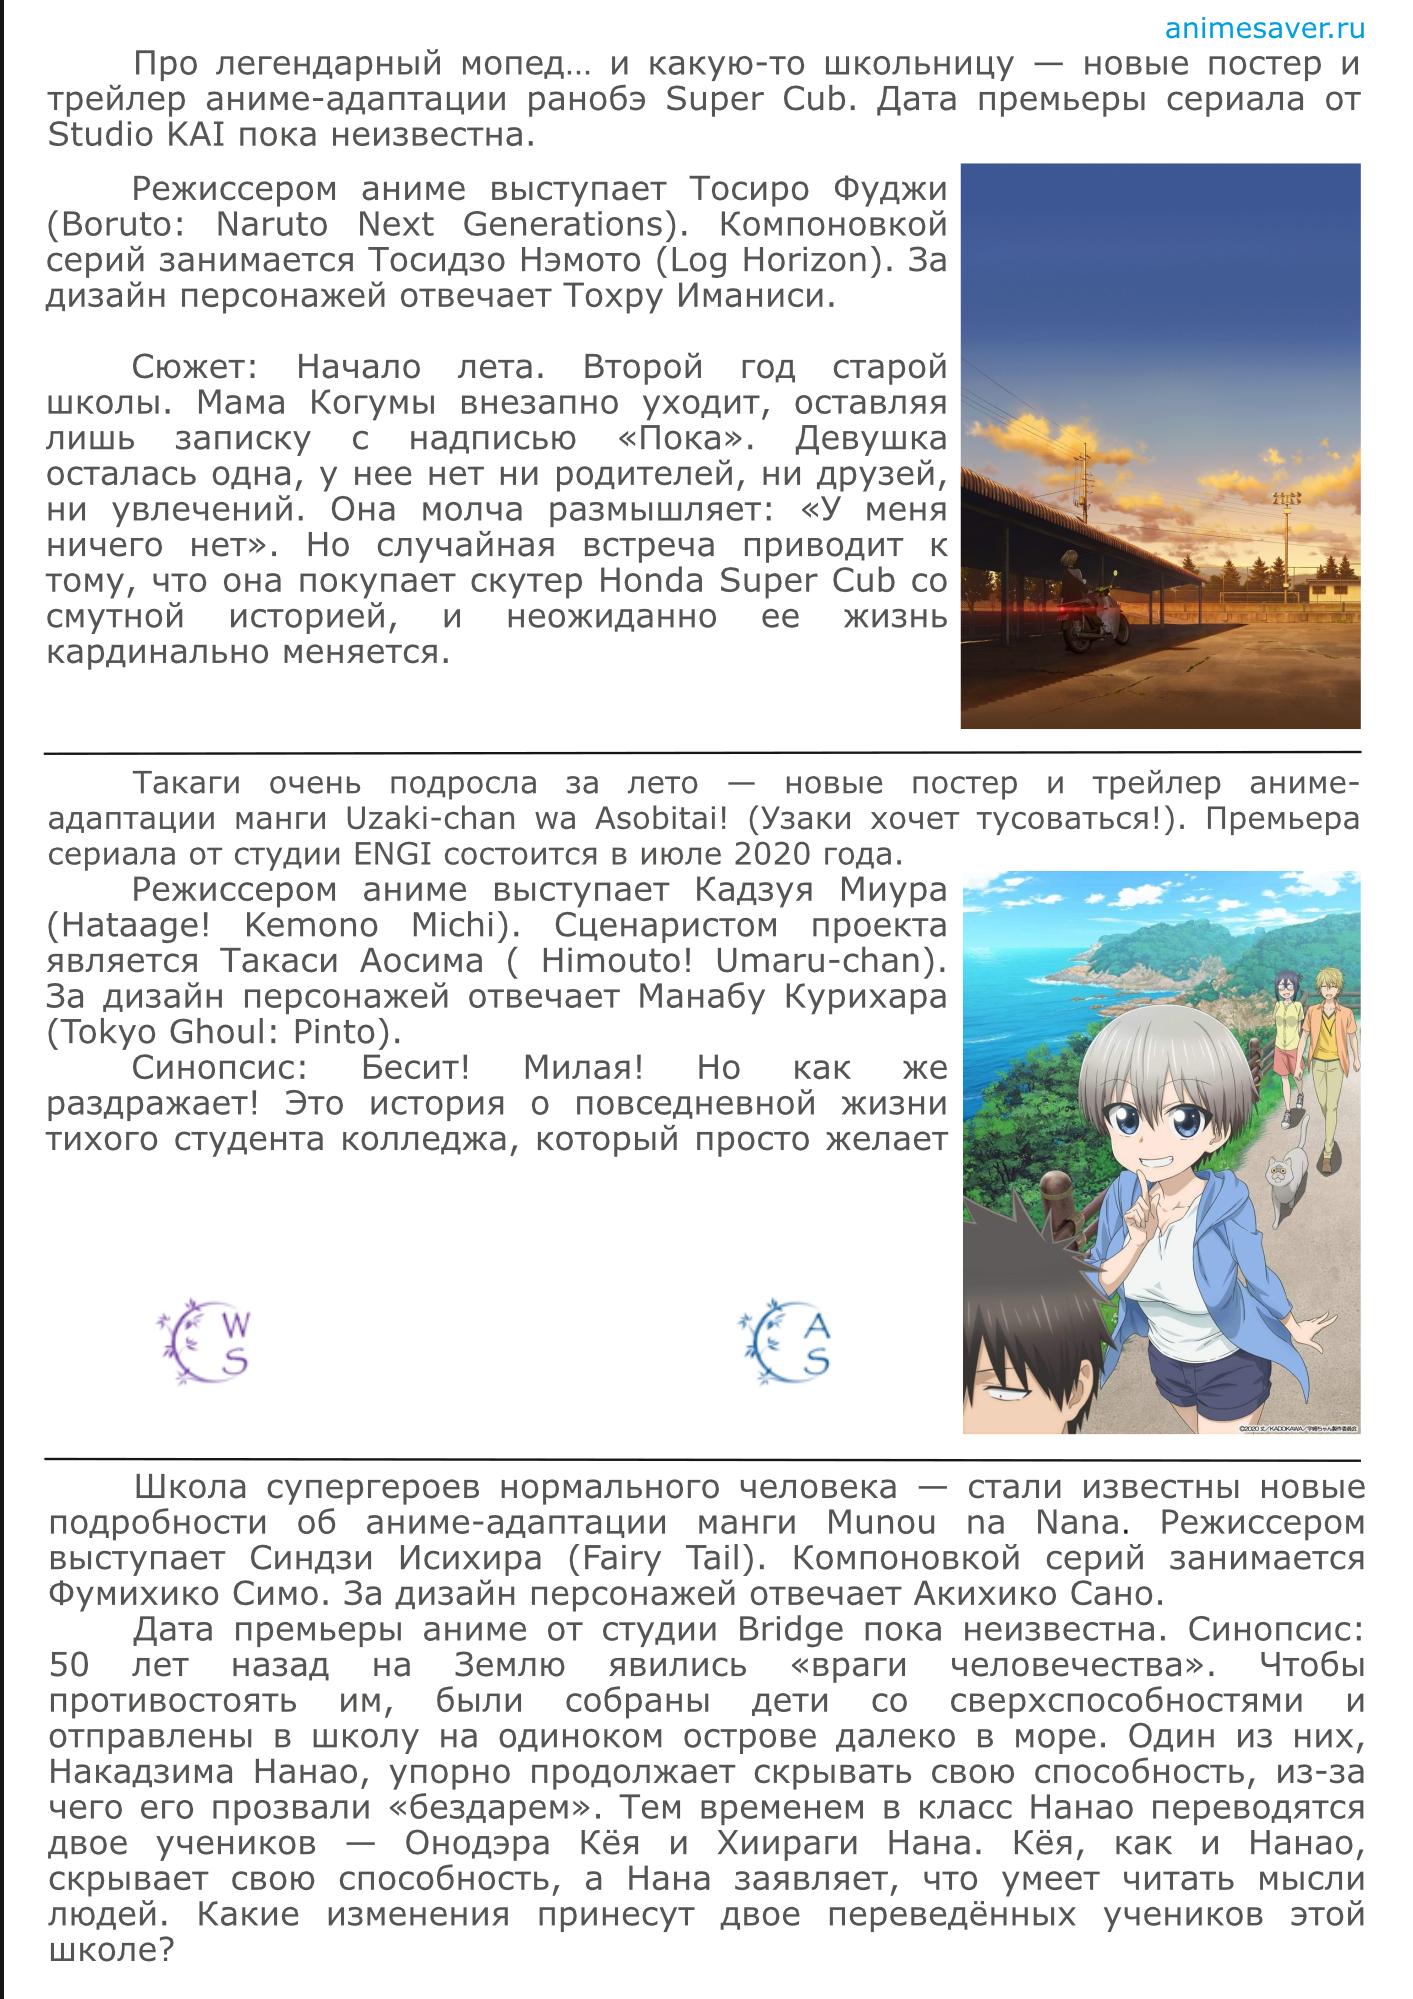 animesaver.ru
Про легендарный мопед... и какую-то школьницу — новые постер и
трейлер аниме-адаптации ранобэ Super Cub. Дата премьеры сериала от
Studio KAI пока неизвестна.
Режиссером аниме выступает Тосиро Фуджи
(Boruto: Naruto Next Generations). Компоновкой
серий занимается Тосидзо Нэмото (Log Horizon). За
дизайн персонажей отвечает Тохру Иманиси.
Сюжет: Начало лета. Второй год старой
школы. Мама Когумы внезапно уходит, оставляя
лишь записку с надписью «Пока». Девушка
осталась одна, у нее нет ни родителей, ни друзей,
ни увлечений. Она молча размышляет: «У меня
ничего нет». Но случайная встреча приводит к
тому, что она покупает скутер Honda Super Cub со
смутной историей, и неожиданно ее жизнь
кардинально меняется.
Такаги очень подросла за лето — новые постер и трейлер аниме-
адаптации манги Uzaki-chan wa Asobitai! (Узаки хочет тусоваться!). Премьера
сериала от студии ENGI состоится в июле 2020 года.
Режиссером аниме выступает Кадзуя Миура
(Hataage! Kemono Michi). Сценаристом проекта
является Такаси Аосима ( Himouto! Umaru-chan).
За дизайн персонажей отвечает Манабу Курихара
(Tokyo Ghoul: Pinto).
Синопсис: Бесит! Милая! Но как же
раздражает! Это история о повседневной жизни
тихого студента колледжа, который просто желает
W
S
A
S
©2020 丈／KADOKAWA／宇崎ちゃん製作委員会
Школа супергероев нормального человека — стали известны новые
подробности об аниме-адаптации манги Munou na Nana. Режиссером
выступает Синдзи Исихира (Fairy Tail). Компоновкой серий занимается
Фумихико Симо. За дизайн персонажей отвечает Акихико Сано.
Дата премьеры аниме от студии Bridge пока неизвестна. Синопсис:
50 лет назад на Землю явились «враги человечества». Чтобы
противостоять им, были собраны дети со сверхспособностями и
отправлены в школу на одиноком острове далеко в море. Один из них,
Накадзима Нанао, упорно продолжает скрывать свою способность, из-за
чего его прозвали «бездарем». Тем временем в класс Нанао переводятся
двое учеников — Онодэра Кёя и Хиираги Нана. Кёя, как и Нанао,
скрывает свою способность, а Нана заявляет, что умеет читать мысли
людей. Какие изменения принесут двое переведённых учеников этой
школе?